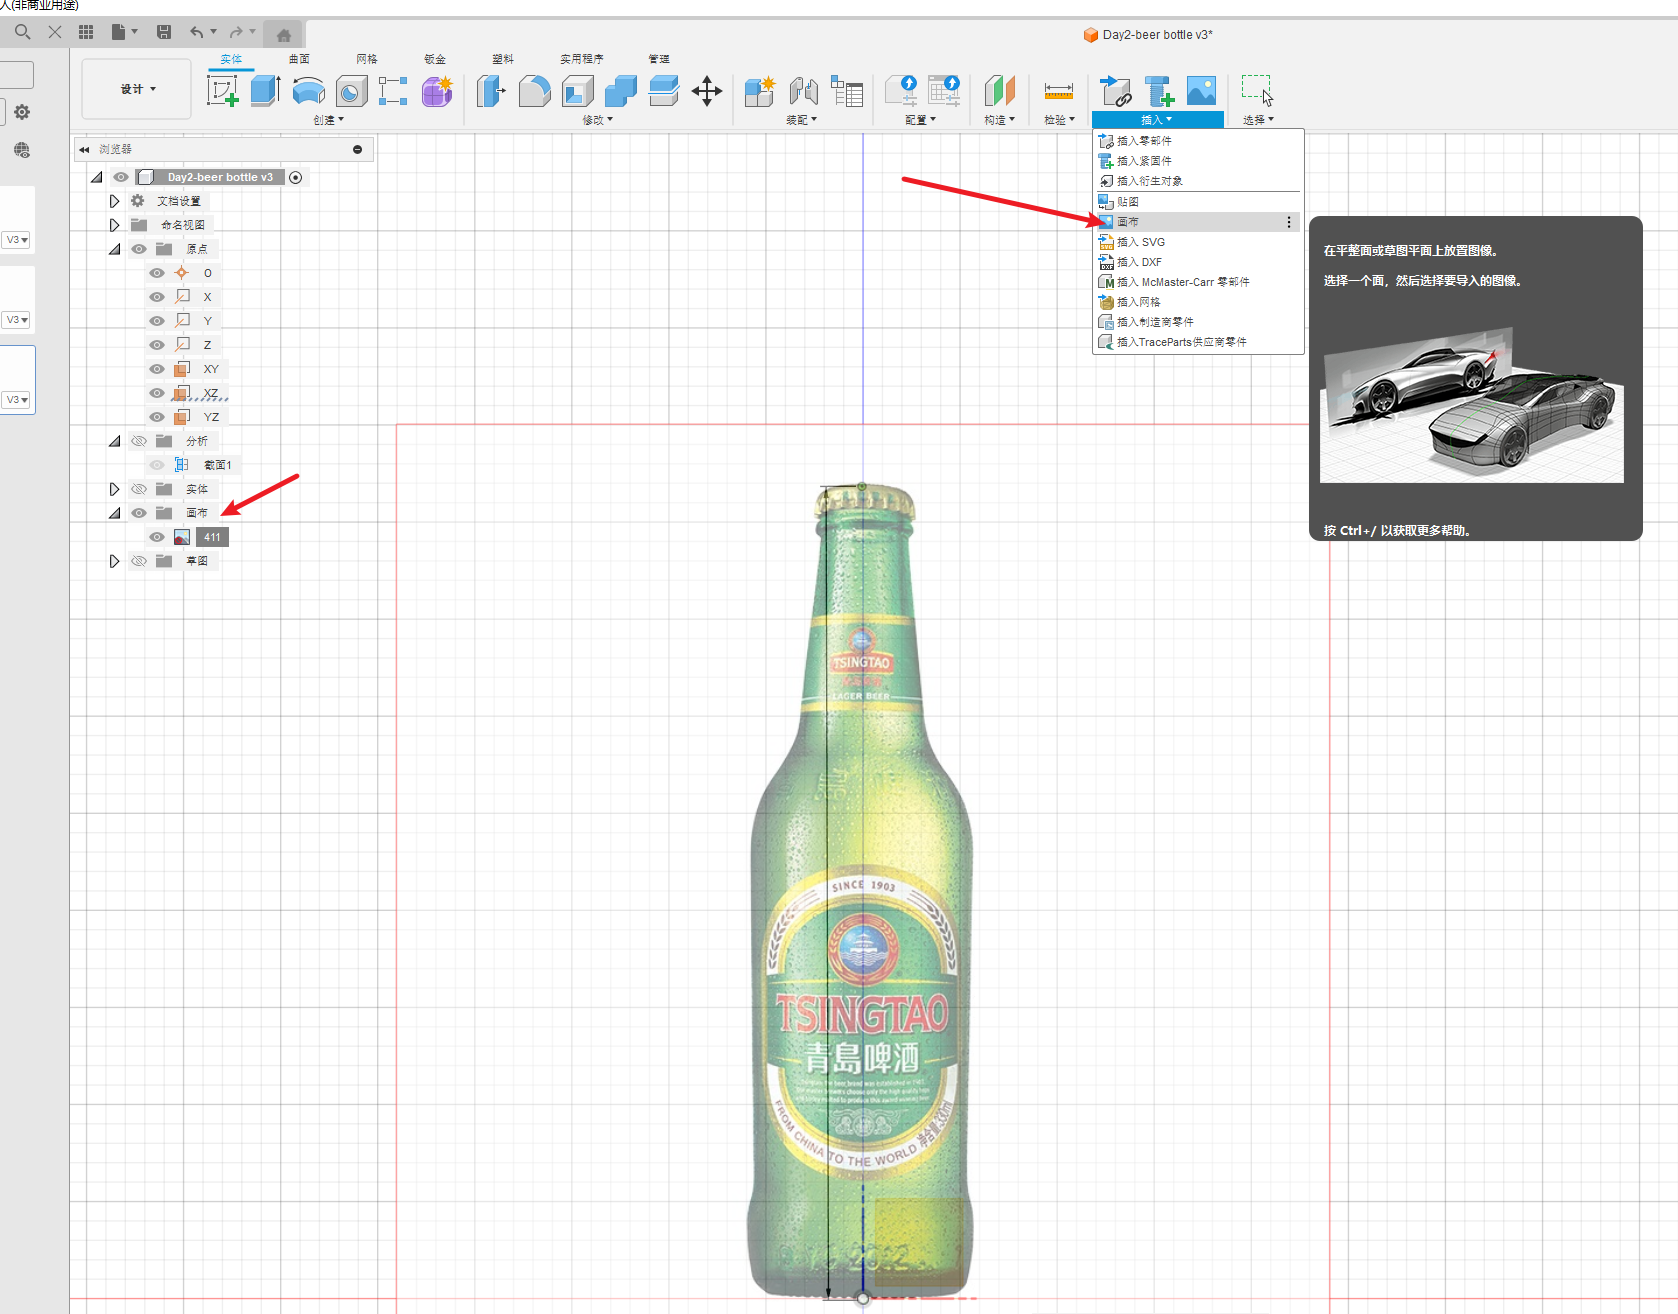 人(非商业用途)
Day2-beer bottle v3*
设计
实体 曲面 网格 钣金 塑料 实用程序 管理
创建 修改 装配 配置 构造 检验 插入 选择
浏览器
Day2-beer bottle v3
文档设置
命名视图
原点
O
X
Y
Z
XY
XZ
YZ
分析
截面1
实体
画布
411
草图
V3
V3
V3
插入零部件
插入紧固件
插入衍生对象
贴图
画布
插入 SVG
插入 DXF
插入 McMaster-Carr 零部件
插入网格
插入制造商零件
插入TraceParts供应商零件
在平整面或草图平面上放置图像。
选择一个面，然后选择要导入的图像。
按 Ctrl+/ 以获取更多帮助。
TSINGTAO
LAGER BEER
SINCE 1903
TSINGTAO
青島啤酒
FROM CHINA TO THE WORLD 净含量:330ml